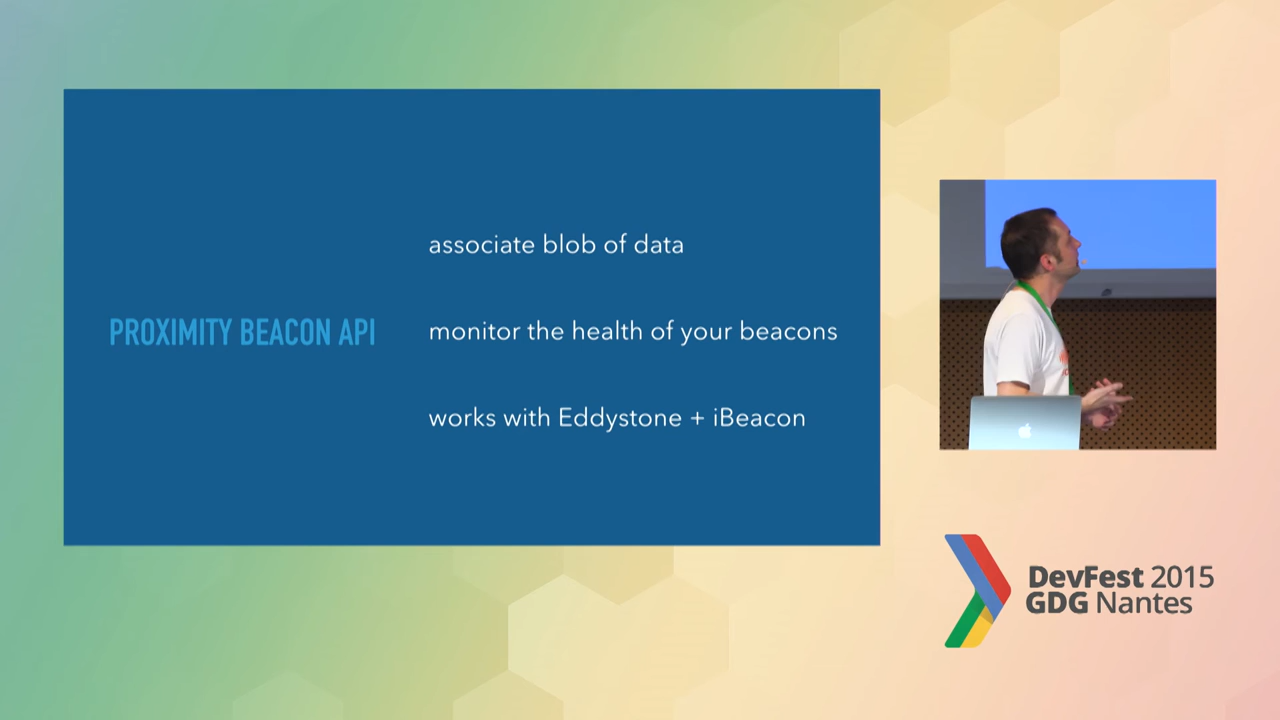 PROXIMITY BEACON API
associate blob of data
monitor the health of your beacons
works with Eddystone + iBeacon
DevFest 2015
GDG Nantes